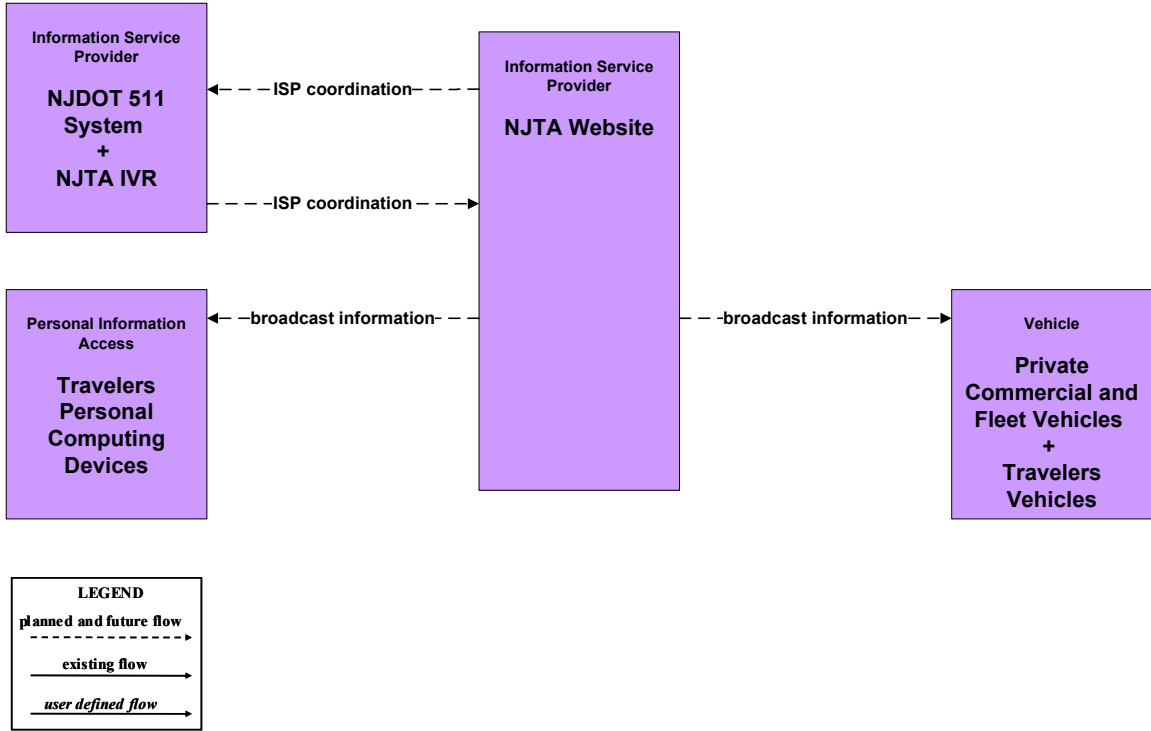 Information Service
Provider
NJDOT 511
System
+
NJTA IVR
ISP coordination
ISP coordination
Information Service
Provider
NJTA Website
Personal Information
Access
Travelers
Personal
Computing
Devices
broadcast information
broadcast information
Vehicle
Private
Commercial and
Fleet Vehicles
+
Travelers
Vehicles
LEGEND
planned and future flow
existing flow
user defined flow